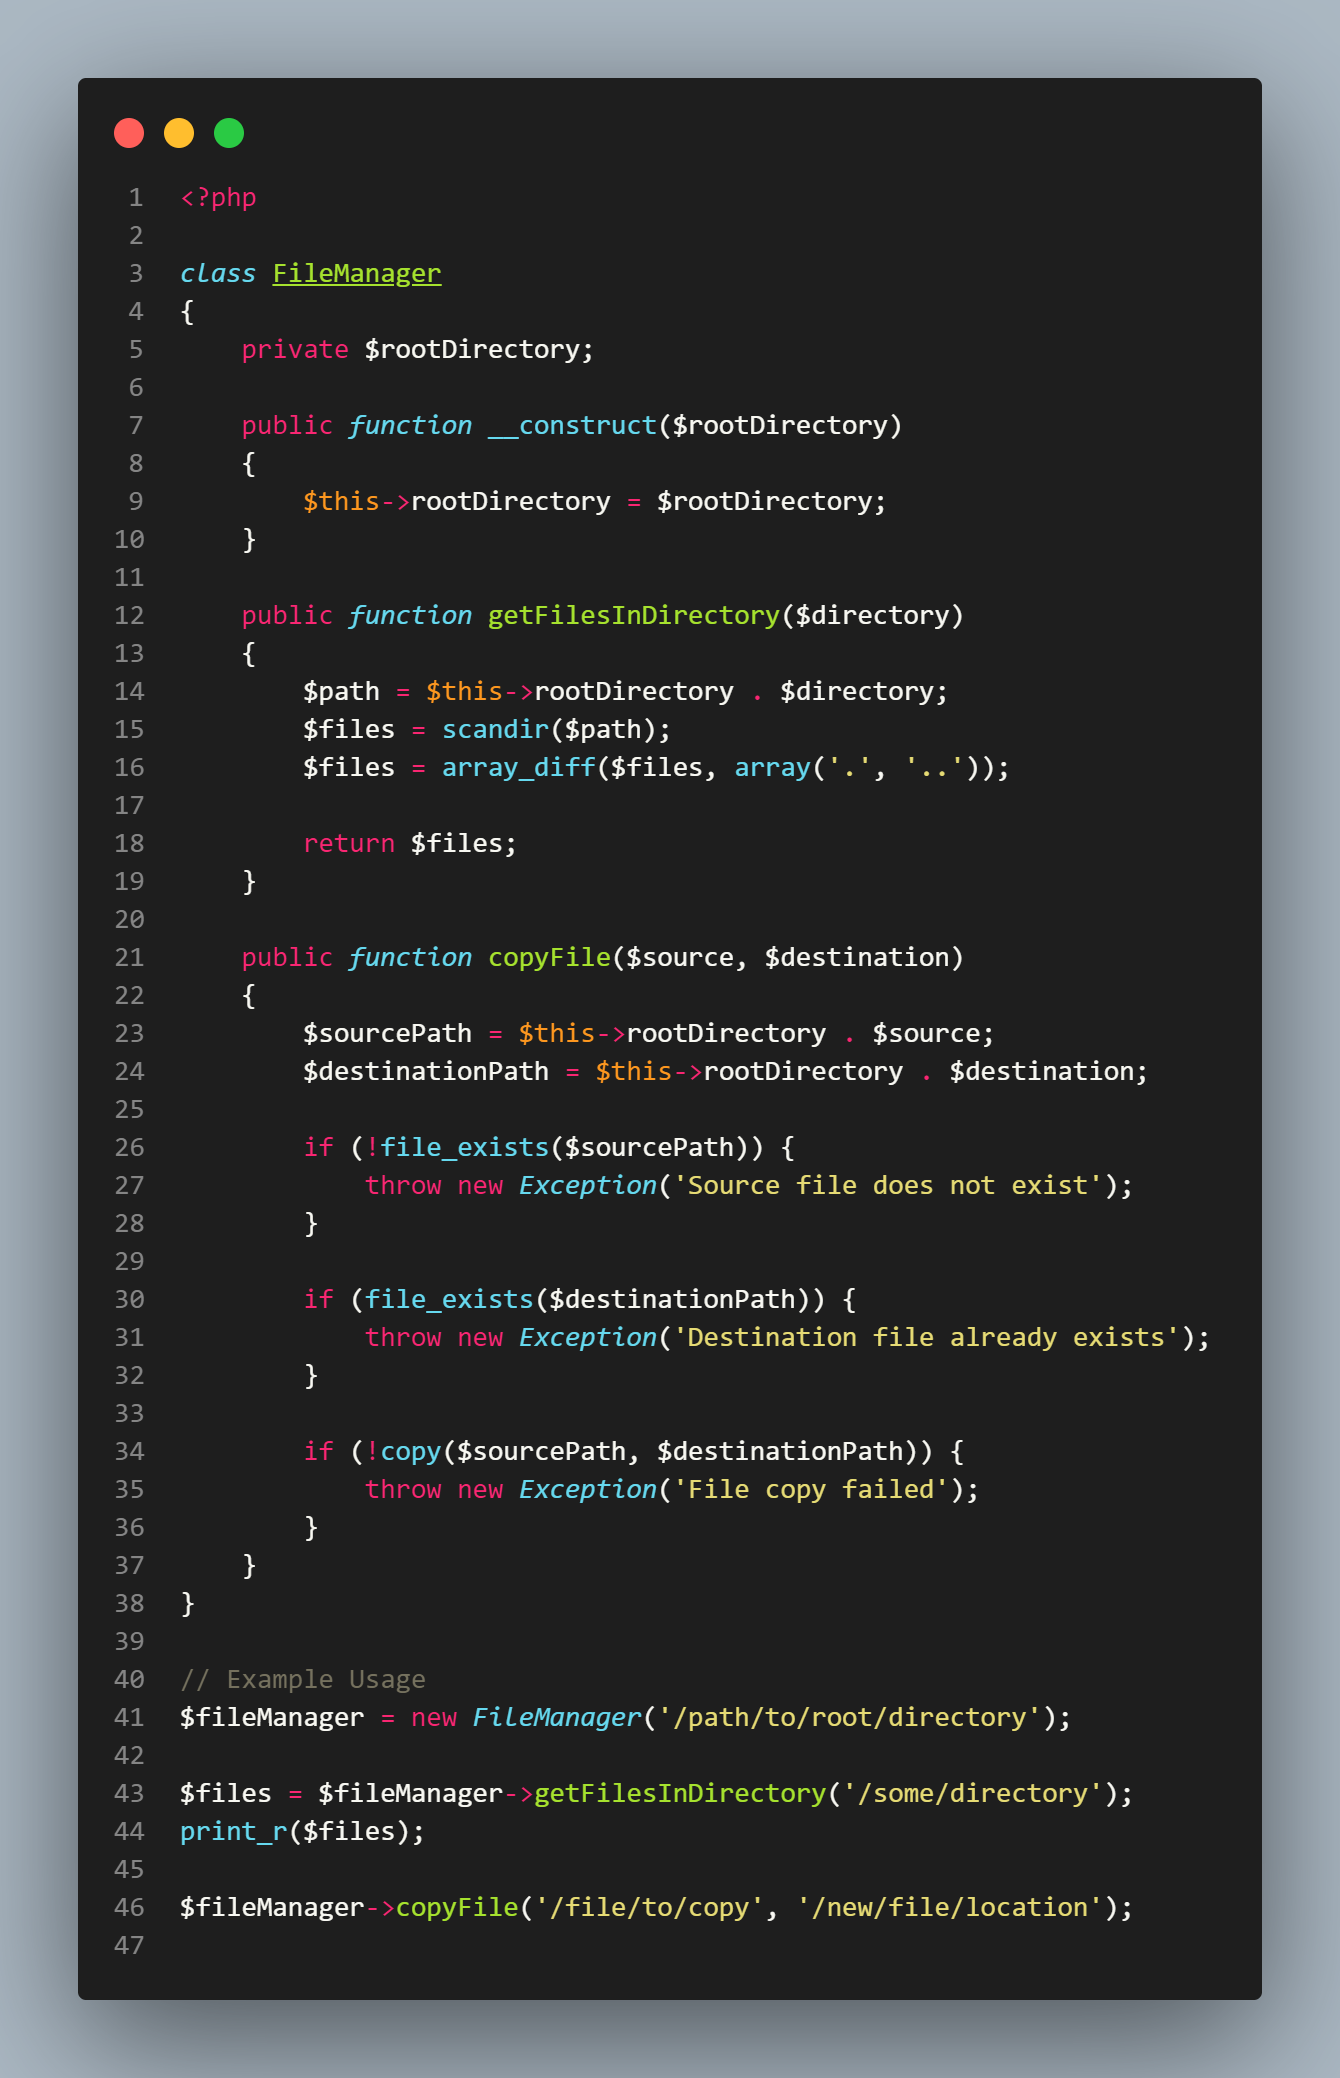 1 <?php
2
3 class FileManager
4 {
5     private $rootDirectory;
6
7     public function __construct($rootDirectory)
8     {
9         $this->rootDirectory = $rootDirectory;
10     }
11
12     public function getFilesInDirectory($directory)
13     {
14         $path = $this->rootDirectory . $directory;
15         $files = scandir($path);
16         $files = array_diff($files, array('.', '..'));
17
18         return $files;
19     }
20
21     public function copyFile($source, $destination)
22     {
23         $sourcePath = $this->rootDirectory . $source;
24         $destinationPath = $this->rootDirectory . $destination;
25
26         if (!file_exists($sourcePath)) {
27             throw new Exception('Source file does not exist');
28         }
29
30         if (file_exists($destinationPath)) {
31             throw new Exception('Destination file already exists');
32         }
33
34         if (!copy($sourcePath, $destinationPath)) {
35             throw new Exception('File copy failed');
36         }
37     }
38 }
39
40 // Example Usage
41 $fileManager = new FileManager('/path/to/root/directory');
42
43 $files = $fileManager->getFilesInDirectory('/some/directory');
44 print_r($files);
45
46 $fileManager->copyFile('/file/to/copy', '/new/file/location');
47